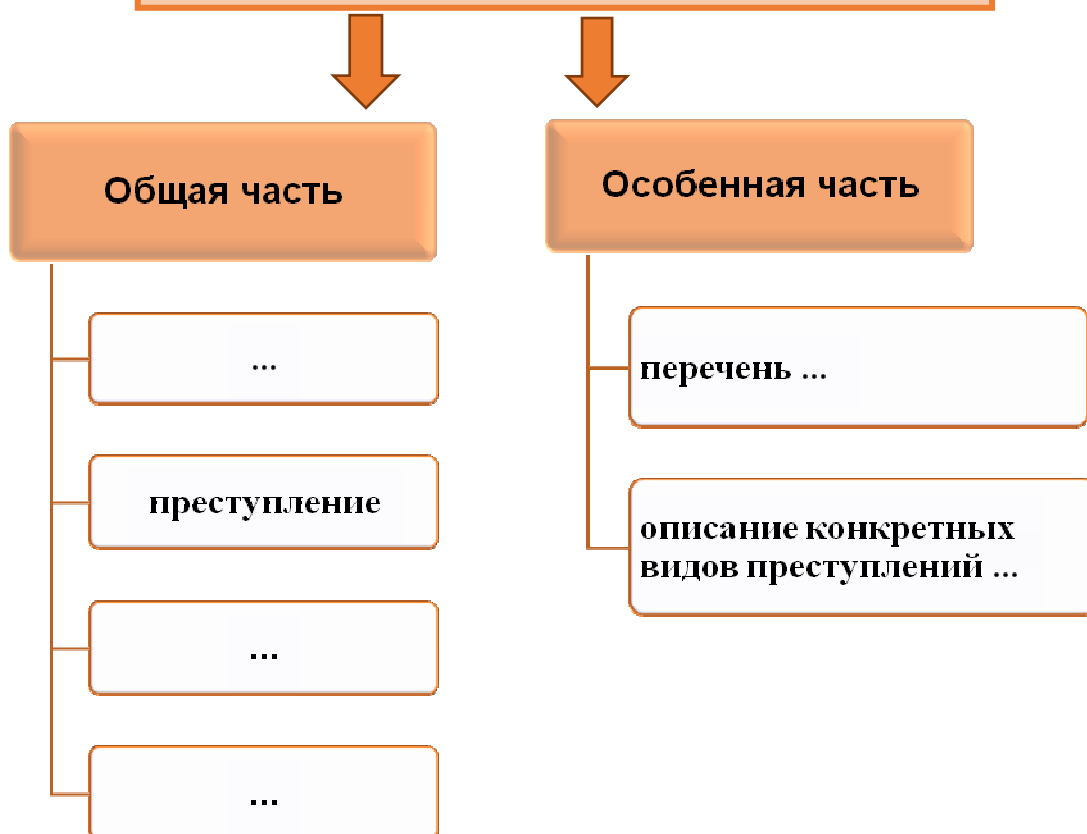 Общая часть
...
преступление
...
...
Особенная часть
перечень ...
описание конкретных
видов преступлений ...